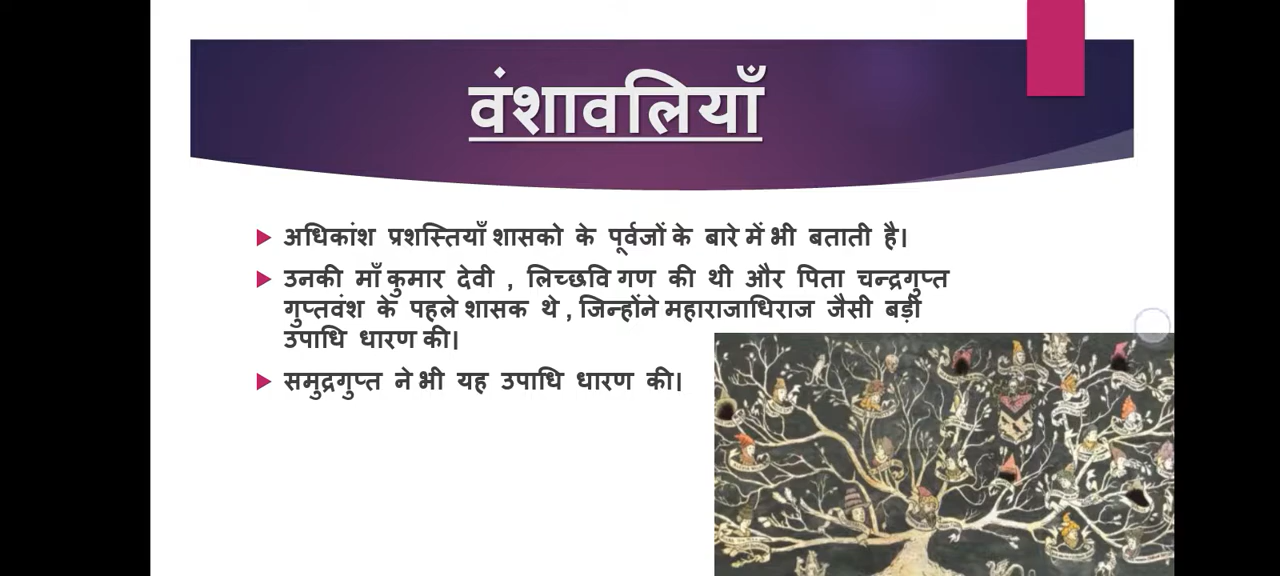 वंशावलियाँ
अधिकांश प्रशस्तियाँ शासको के पूर्वजों के बारे में भी बताती है।
उनकी माँ कुमार देवी , लिच्छवि गण की थी और पिता चन्द्रगुप्त
गुप्तवंश के पहले शासक थे , जिन्होंने महाराजाधिराज जैसी बड़ी
उपाधि धारण की।
समुद्रगुप्त ने भी यह उपाधि धारण की।